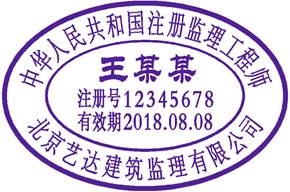 中华人民共和国注册监理工程师
王某某
注册号12345678
有效期2018.08.08
北京艺达建筑监理有限公司